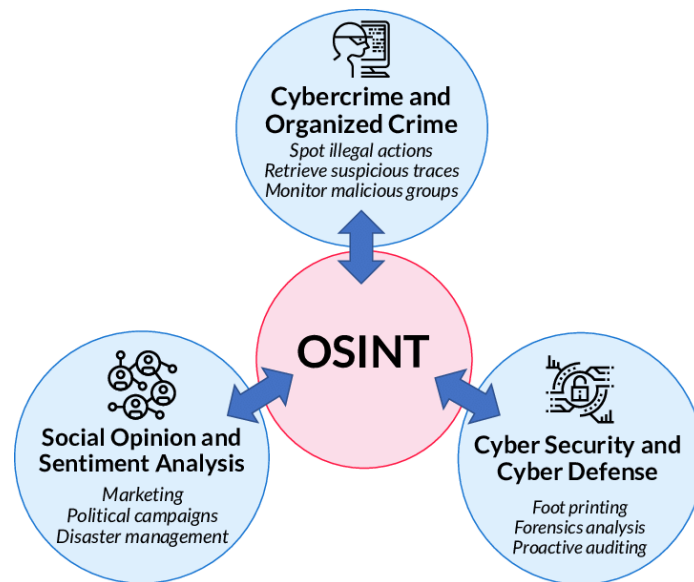 Cybercrime and
Organized Crime
Spot illegal actions
Retrieve suspicious traces
Monitor malicious groups
OSINT
Social Opinion and
Sentiment Analysis
Marketing
Political campaigns
Disaster management
Cyber Security and
Cyber Defense
Foot printing
Forensics analysis
Proactive auditing